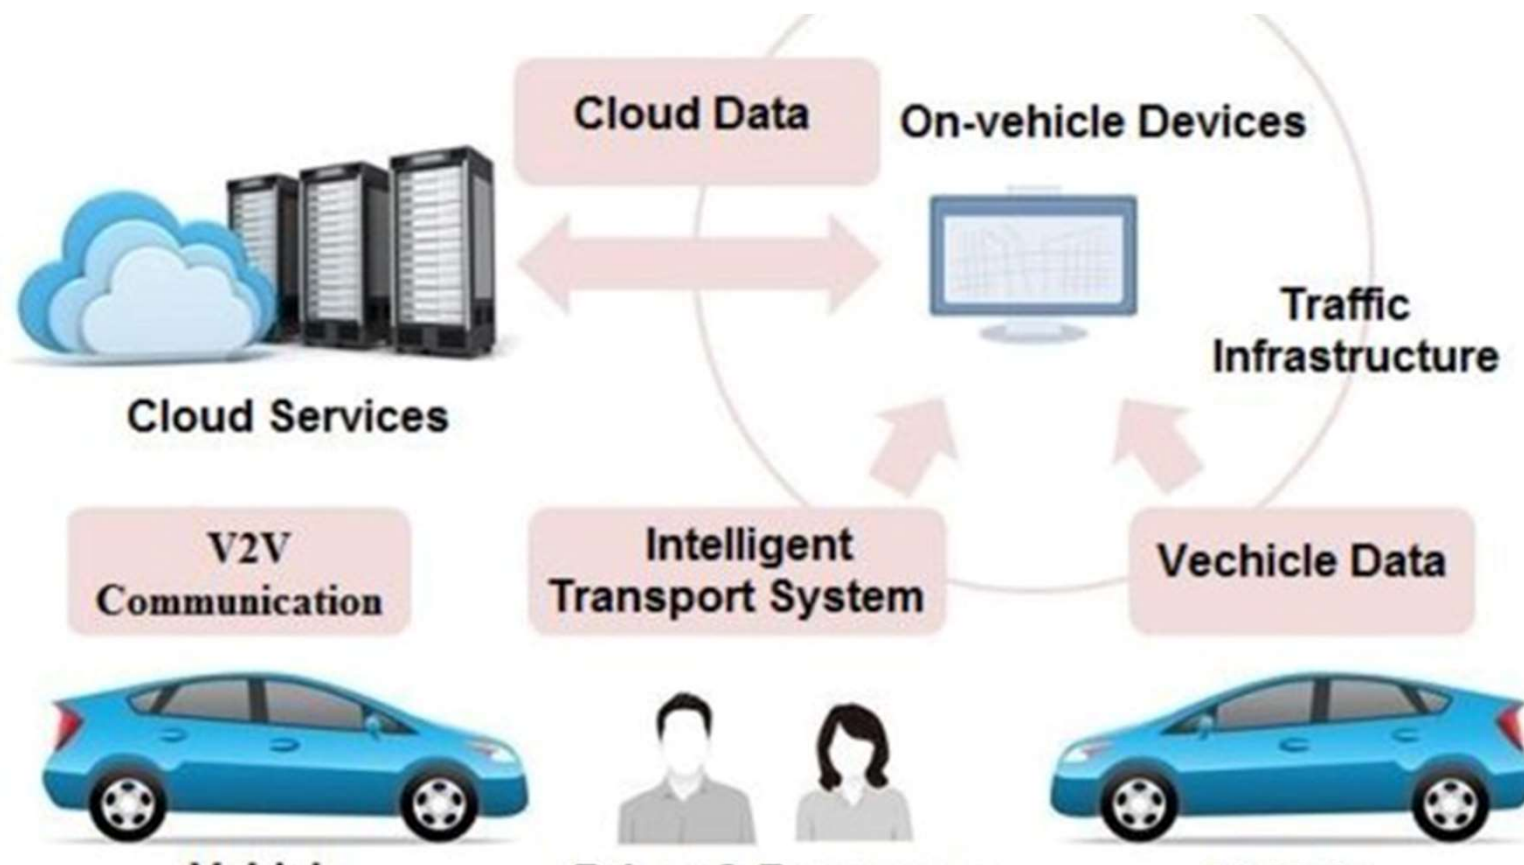 Cloud Data
On-vehicle Devices
Traffic
Infrastructure
Cloud Services
V2V
Communication
Intelligent
Transport System
Vechicle Data